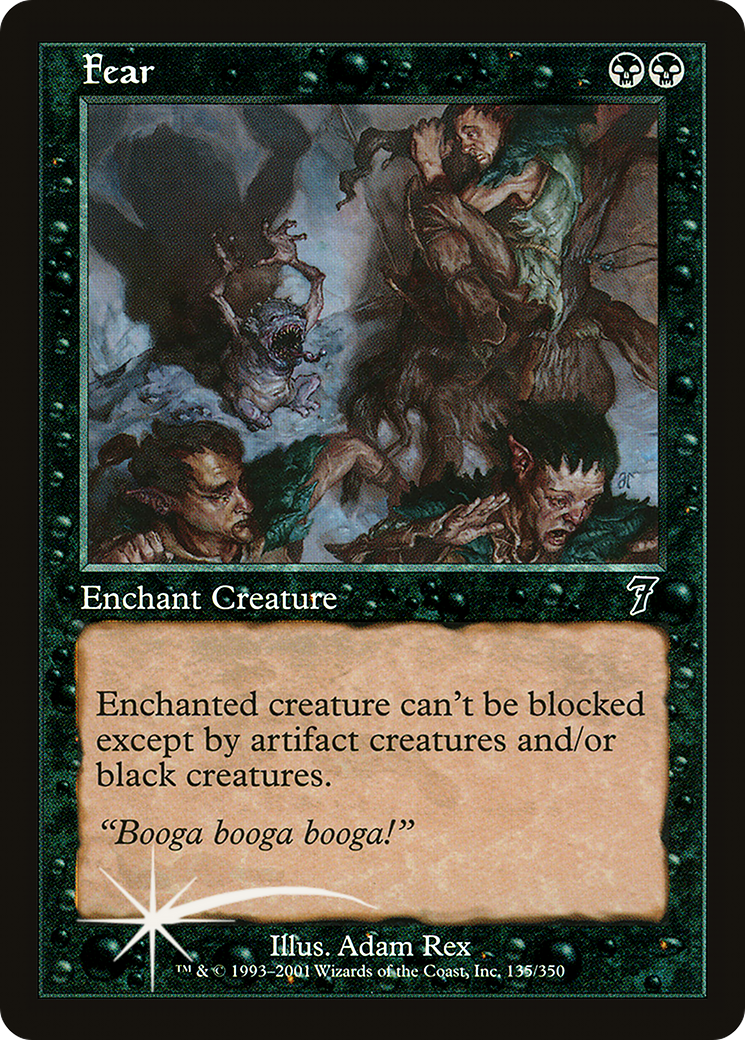 Fear
Enchant Creature
Enchanted creature can't be blocked
except by artifact creatures and/or
black creatures.
“Booga booga booga!”
Illus. Adam Rex
™ & © 1993–2001 Wizards of the Coast, Inc. 135/350